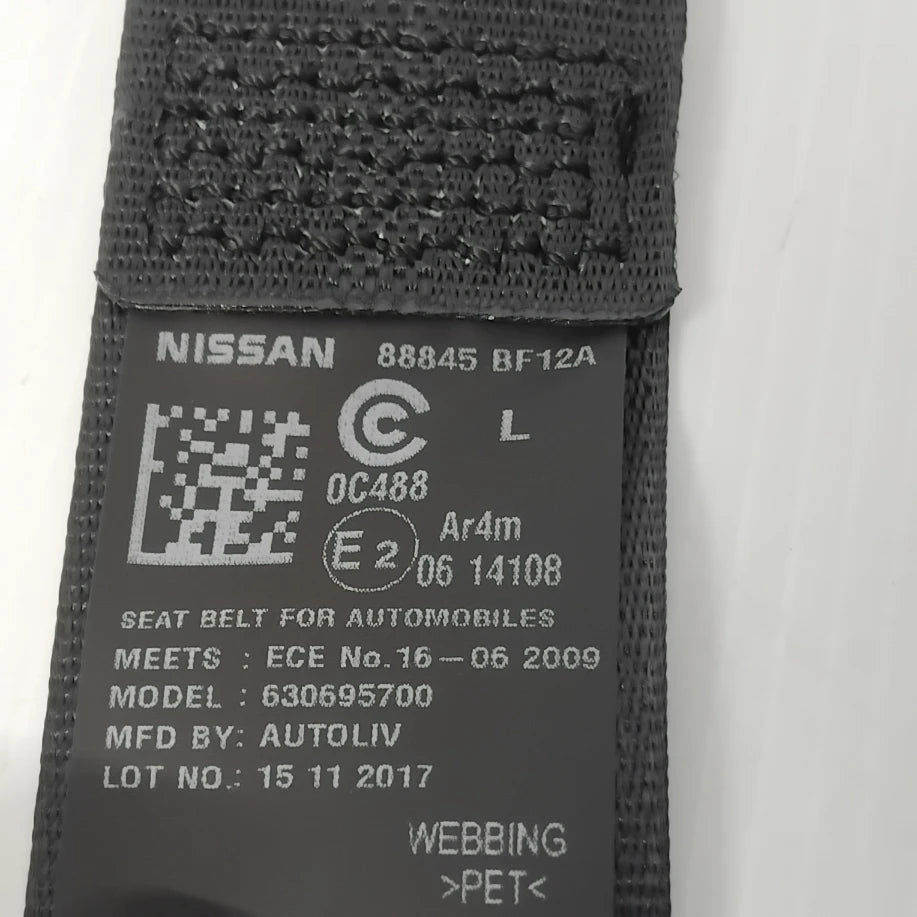 NISSAN 88845 BF12A
C L
0C488
E2 Ar4m
06 14108
SEAT BELT FOR AUTOMOBILES
MEETS : ECE No.16-06 2009
MODEL : 630695700
MFD BY: AUTOLIV
LOT NO.: 15 11 2017
WEBBING
>PET<